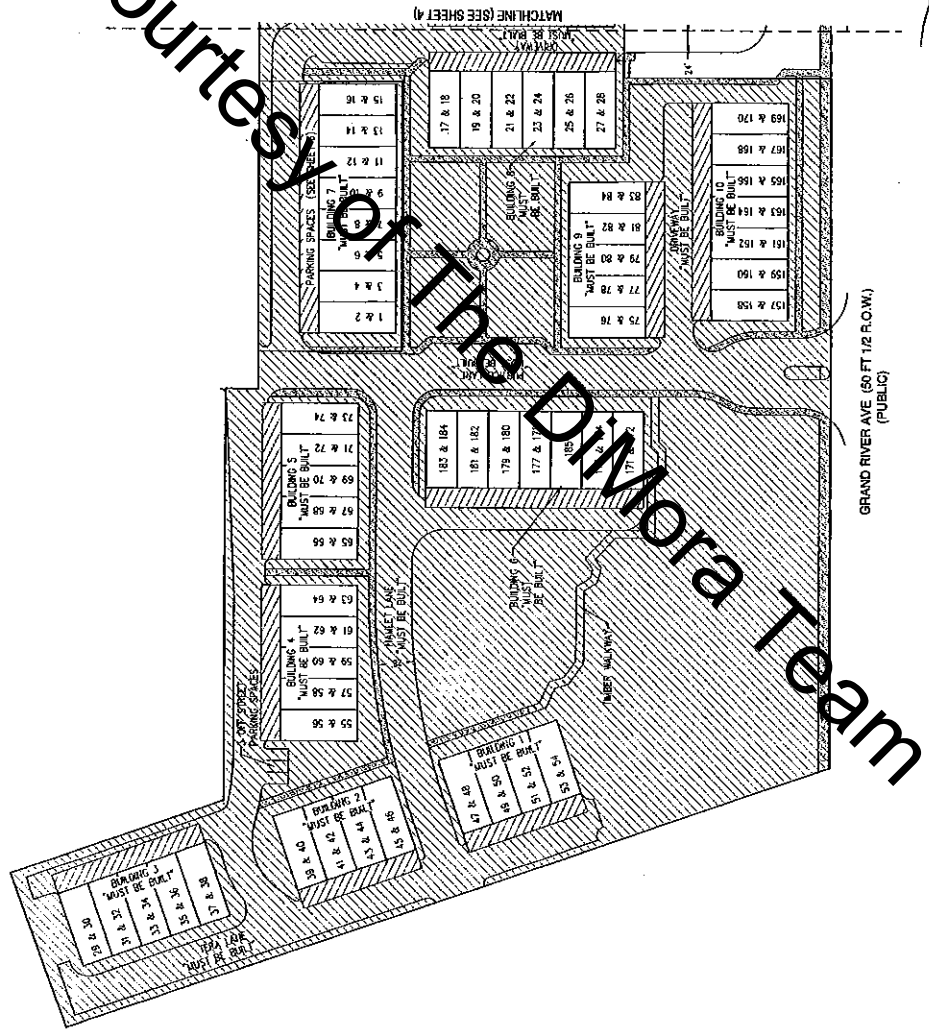 Courtesy of The DiMora Team
MATCHLINE (SEE SHEET 4)
DRIVEWAY
MUST BE BUILT"
24'
PARKING SPACES (SEE SHEET 6)
BUILDING 7
"MUST BE BUILT"
1 & 2
3 & 4
5 & 6
9 & 10
11 & 12
13 & 14
15 & 16
17 & 18
19 & 20
21 & 22
23 & 24
25 & 26
27 & 28
BUILDING 8
"MUST
BE BUILT
BUILDING 9
"MUST BE BUILT"
75 & 76
77 & 78
79 & 80
81 & 82
83 & 84
DRIVEWAY
"MUST BE BUILT"
BUILDING 10
"MUST BE BUILT"
157 & 158
159 & 160
161 & 162
163 & 164
165 & 166
167 & 168
169 & 170
GRAND RIVER AVE (50 FT 1/2 R.O.W.)
(PUBLIC)
BUILDING 5
"MUST BE BUILT"
65 & 66
67 & 68
69 & 70
71 & 72
73 & 74
183 & 184
181 & 182
179 & 180
177 &
185
171 &
BUILDING 6
"MUST
BE BUILT
BUILDING 4
"MUST BE BUILT"
55 & 56
57 & 58
59 & 60
61 & 62
63 & 64
HAMLET LANE
"MUST BE BUILT"
OFF STREET
PARKING SPACES
TIMBER WALKWAY
BUILDING 1
"MUST BE BUILT"
47 & 48
49 & 50
51 & 52
53 & 54
BUILDING 2
"MUST BE BUILT"
39 & 40
41 & 42
43 & 44
45 & 46
BUILDING 3
"MUST BE BUILT"
29 & 30
31 & 32
33 & 34
35 & 36
37 & 38
TERA LANE
"MUST BE BUILT"